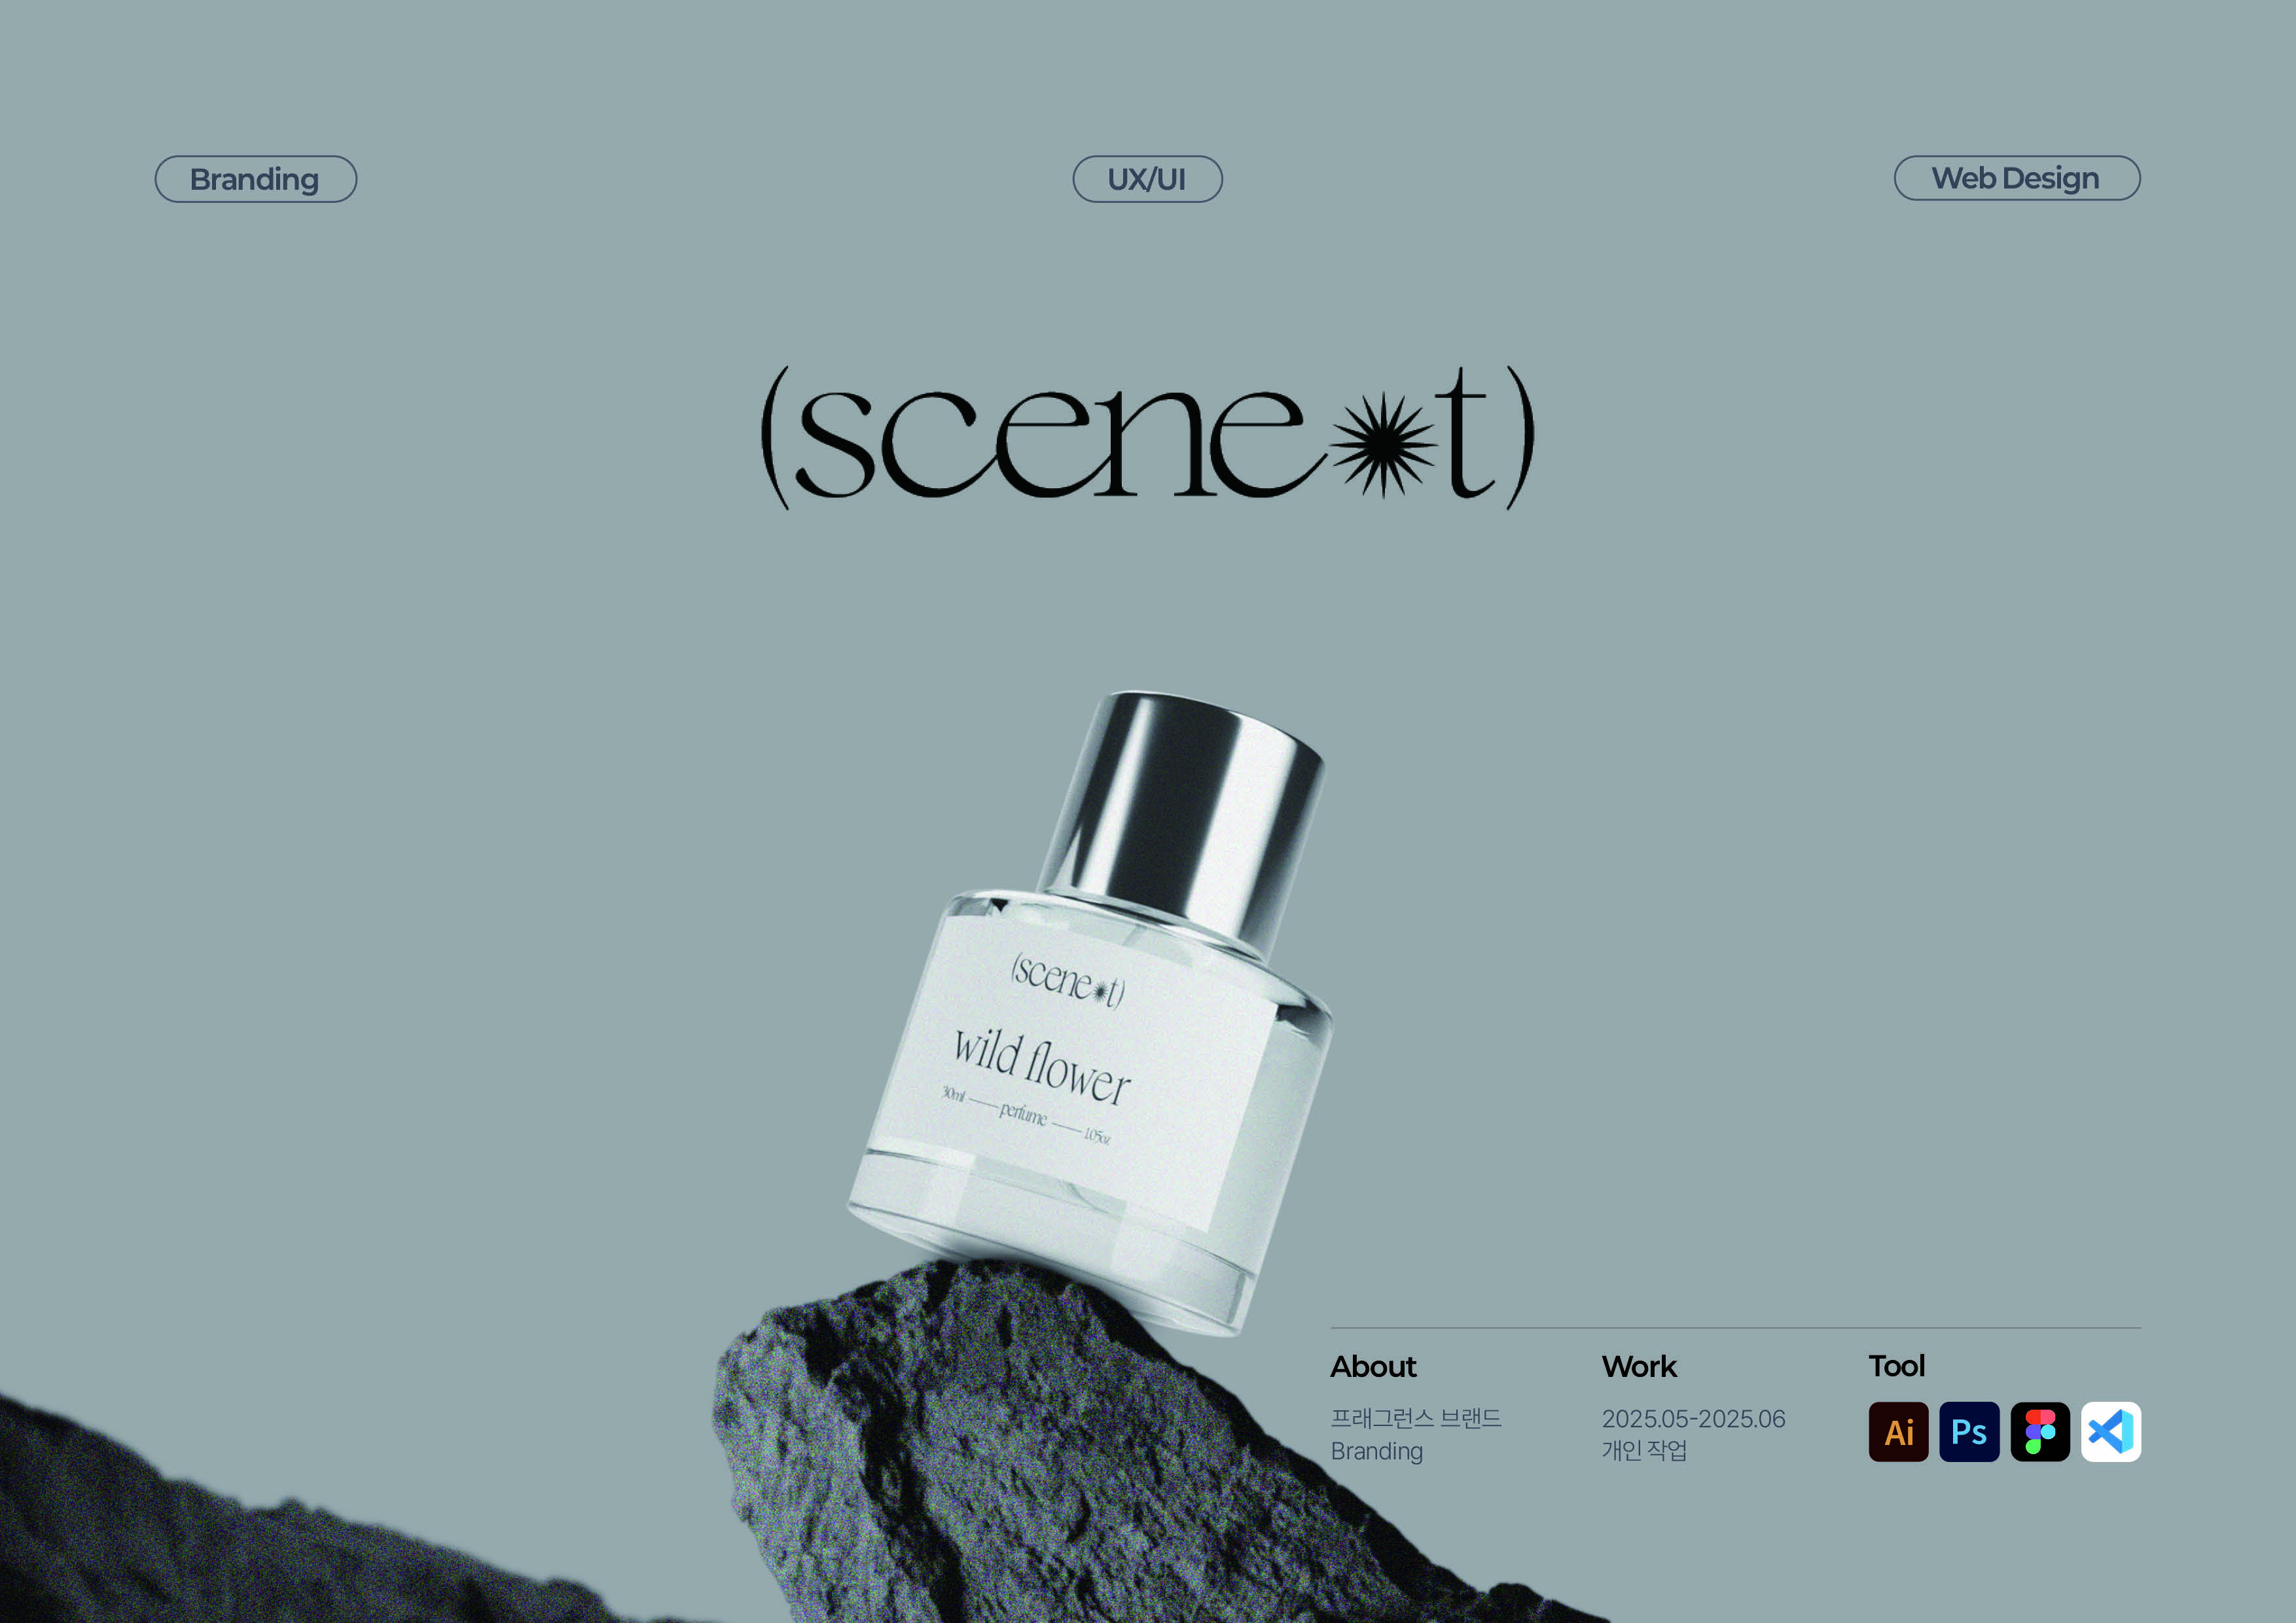 Branding
UX/UI
Web Design
(scene✷t)
(scene✷t)
wild flower
30ml — perfume — 1.05oz
About
프래그런스 브랜드
Branding
Work
2025.05-2025.06
개인 작업
Tool
Ai
Ps